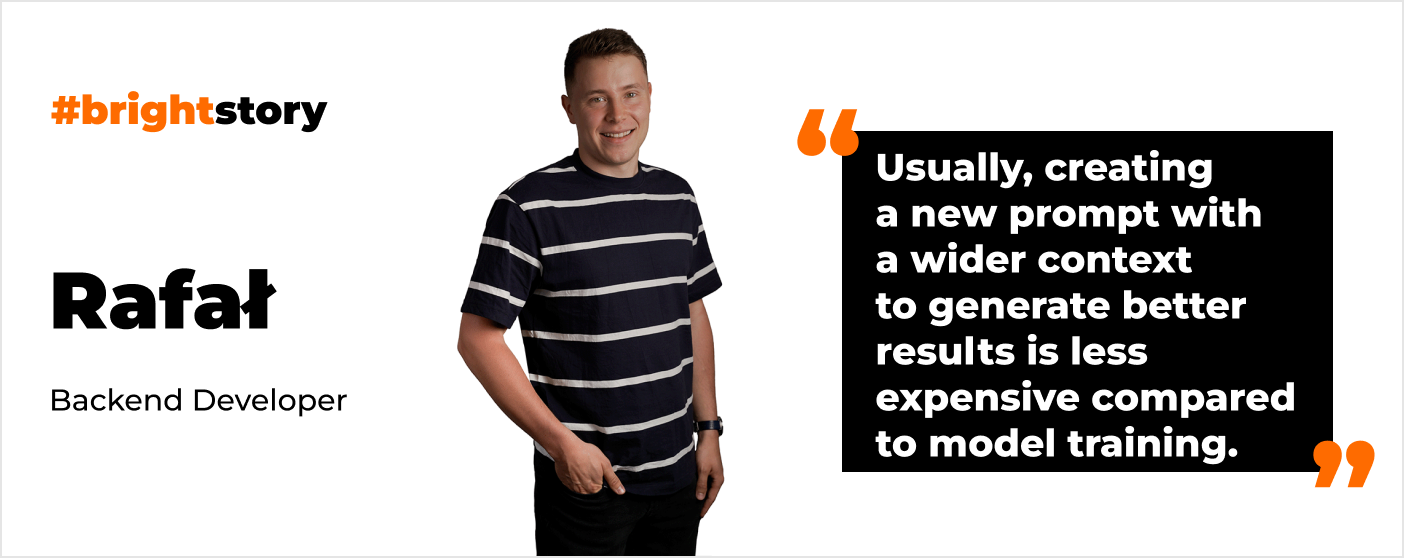 #brightstory
Rafał
Backend Developer
“
Usually, creating
a new prompt with
a wider context
to generate better
results is less
expensive compared
to model training.
”